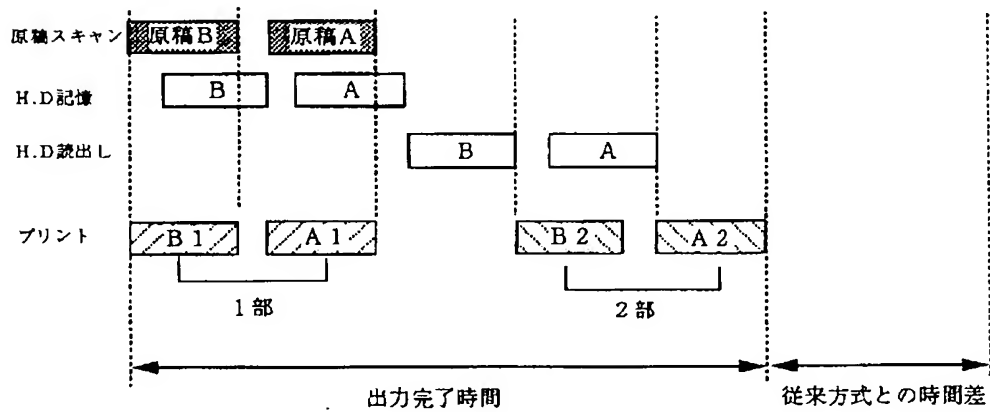 原稿スキャン 原稿B 原稿A
H.D記憶 B A
H.D読出し B A
プリント B1 A1 B2 A2
1部 2部
出力完了時間 従来方式との時間差